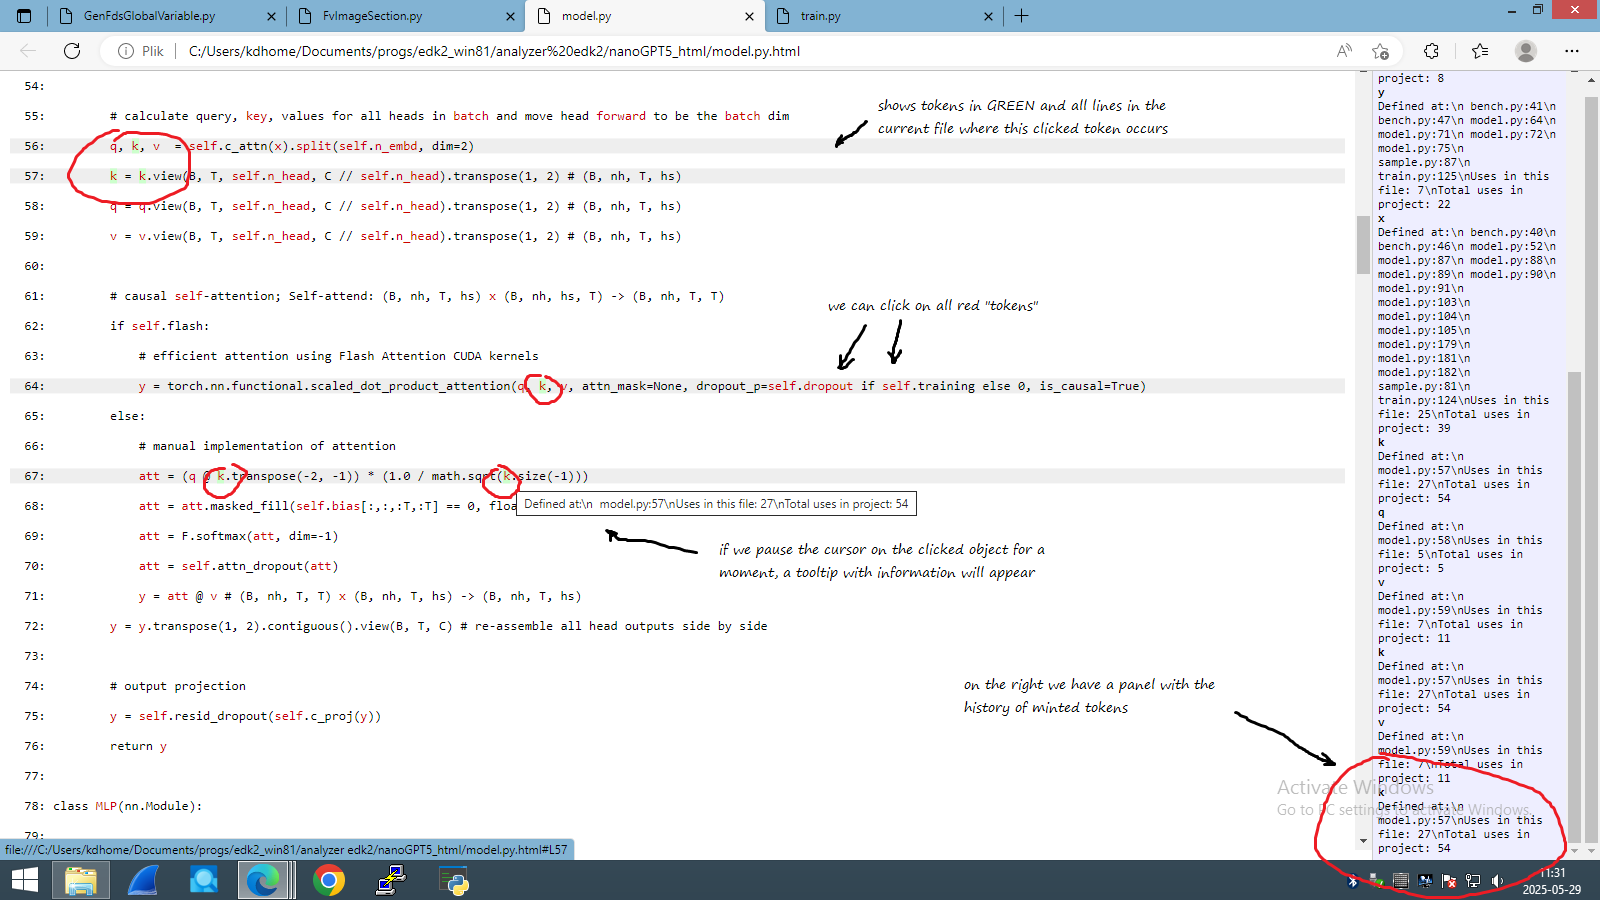 GenFdsGlobalVariable.py
FvImageSection.py
model.py
train.py
Plik
C:/Users/kdhome/Documents/progs/edk2_win81/analyzer%20edk2/nanoGPT5_html/model.py.html
54:
55: # calculate query, key, values for all heads in batch and move head forward to be the batch dim
56: q, k, v = self.c_attn(x).split(self.n_embd, dim=2)
57: k = k.view(B, T, self.n_head, C // self.n_head).transpose(1, 2) # (B, nh, T, hs)
58: q = q.view(B, T, self.n_head, C // self.n_head).transpose(1, 2) # (B, nh, T, hs)
59: v = v.view(B, T, self.n_head, C // self.n_head).transpose(1, 2) # (B, nh, T, hs)
60:
61: # causal self-attention; Self-attend: (B, nh, T, hs) x (B, nh, hs, T) -> (B, nh, T, T)
62: if self.flash:
63: # efficient attention using Flash Attention CUDA kernels
64: y = torch.nn.functional.scaled_dot_product_attention(q, k, v, attn_mask=None, dropout_p=self.dropout if self.training else 0, is_causal=True)
65: else:
66: # manual implementation of attention
67: att = (q @ k.transpose(-2, -1)) * (1.0 / math.sqrt(k.size(-1)))
68: att = att.masked_fill(self.bias[:,:,:T,:T] == 0, floa
69: att = F.softmax(att, dim=-1)
70: att = self.attn_dropout(att)
71: y = att @ v # (B, nh, T, T) x (B, nh, T, hs) -> (B, nh, T, hs)
72: y = y.transpose(1, 2).contiguous().view(B, T, C) # re-assemble all head outputs side by side
73:
74: # output projection
75: y = self.resid_dropout(self.c_proj(y))
76: return y
77:
78: class MLP(nn.Module):
79:
shows tokens in GREEN and all lines in the
current file where this clicked token occurs
we can click on all red "tokens"
Defined at:\n model.py:57\nUses in this file: 27\nTotal uses in project: 54
if we pause the cursor on the clicked object for a
moment, a tooltip with information will appear
on the right we have a panel with the
history of minted tokens
project: 8
y
Defined at:\n bench.py:41\n
bench.py:47\n model.py:64\n
model.py:71\n model.py:72\n
model.py:75\n
sample.py:87\n
train.py:125\nUses in this
file: 7\nTotal uses in
project: 22
x
Defined at:\n bench.py:40\n
bench.py:46\n model.py:52\n
model.py:87\n model.py:88\n
model.py:89\n model.py:90\n
model.py:91\n
model.py:103\n
model.py:104\n
model.py:105\n
model.py:179\n
model.py:181\n
model.py:182\n
sample.py:81\n
train.py:124\nUses in this
file: 25\nTotal uses in
project: 39
k
Defined at:\n
model.py:57\nUses in this
file: 27\nTotal uses in
project: 54
q
Defined at:\n
model.py:58\nUses in this
file: 5\nTotal uses in
project: 5
v
Defined at:\n
model.py:59\nUses in this
file: 7\nTotal uses in
project: 11
k
Defined at:\n
model.py:57\nUses in this
file: 27\nTotal uses in
project: 54
v
Defined at:\n
model.py:59\nUses in this
file: 7\nTotal uses in
project: 11
k
Defined at:\n
model.py:57\nUses in this
file: 27\nTotal uses in
project: 54
Activate Windows
Go to PC settings to activate Windows.
file:///C:/Users/kdhome/Documents/progs/edk2_win81/analyzer edk2/nanoGPT5_html/model.py.html#L57
11:31
2025-05-29